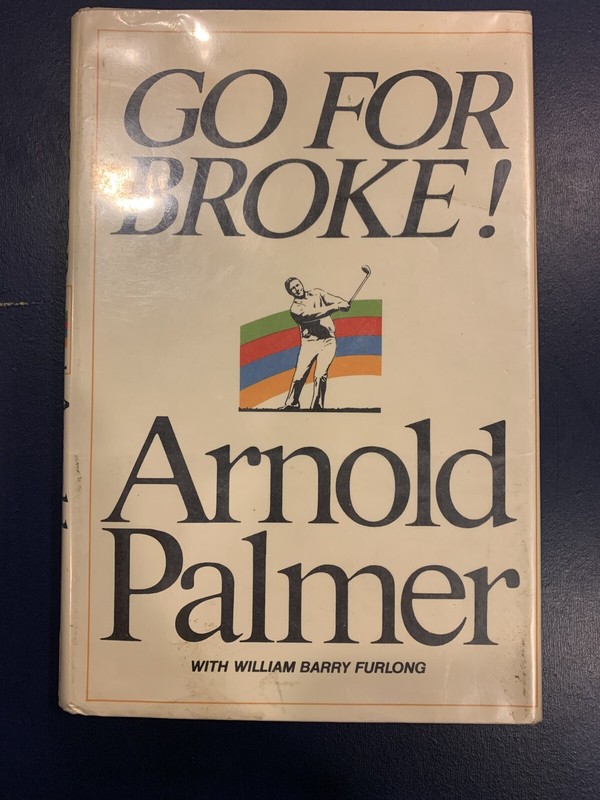 GO FOR
BROKE!
Arnold
Palmer
WITH WILLIAM BARRY FURLONG